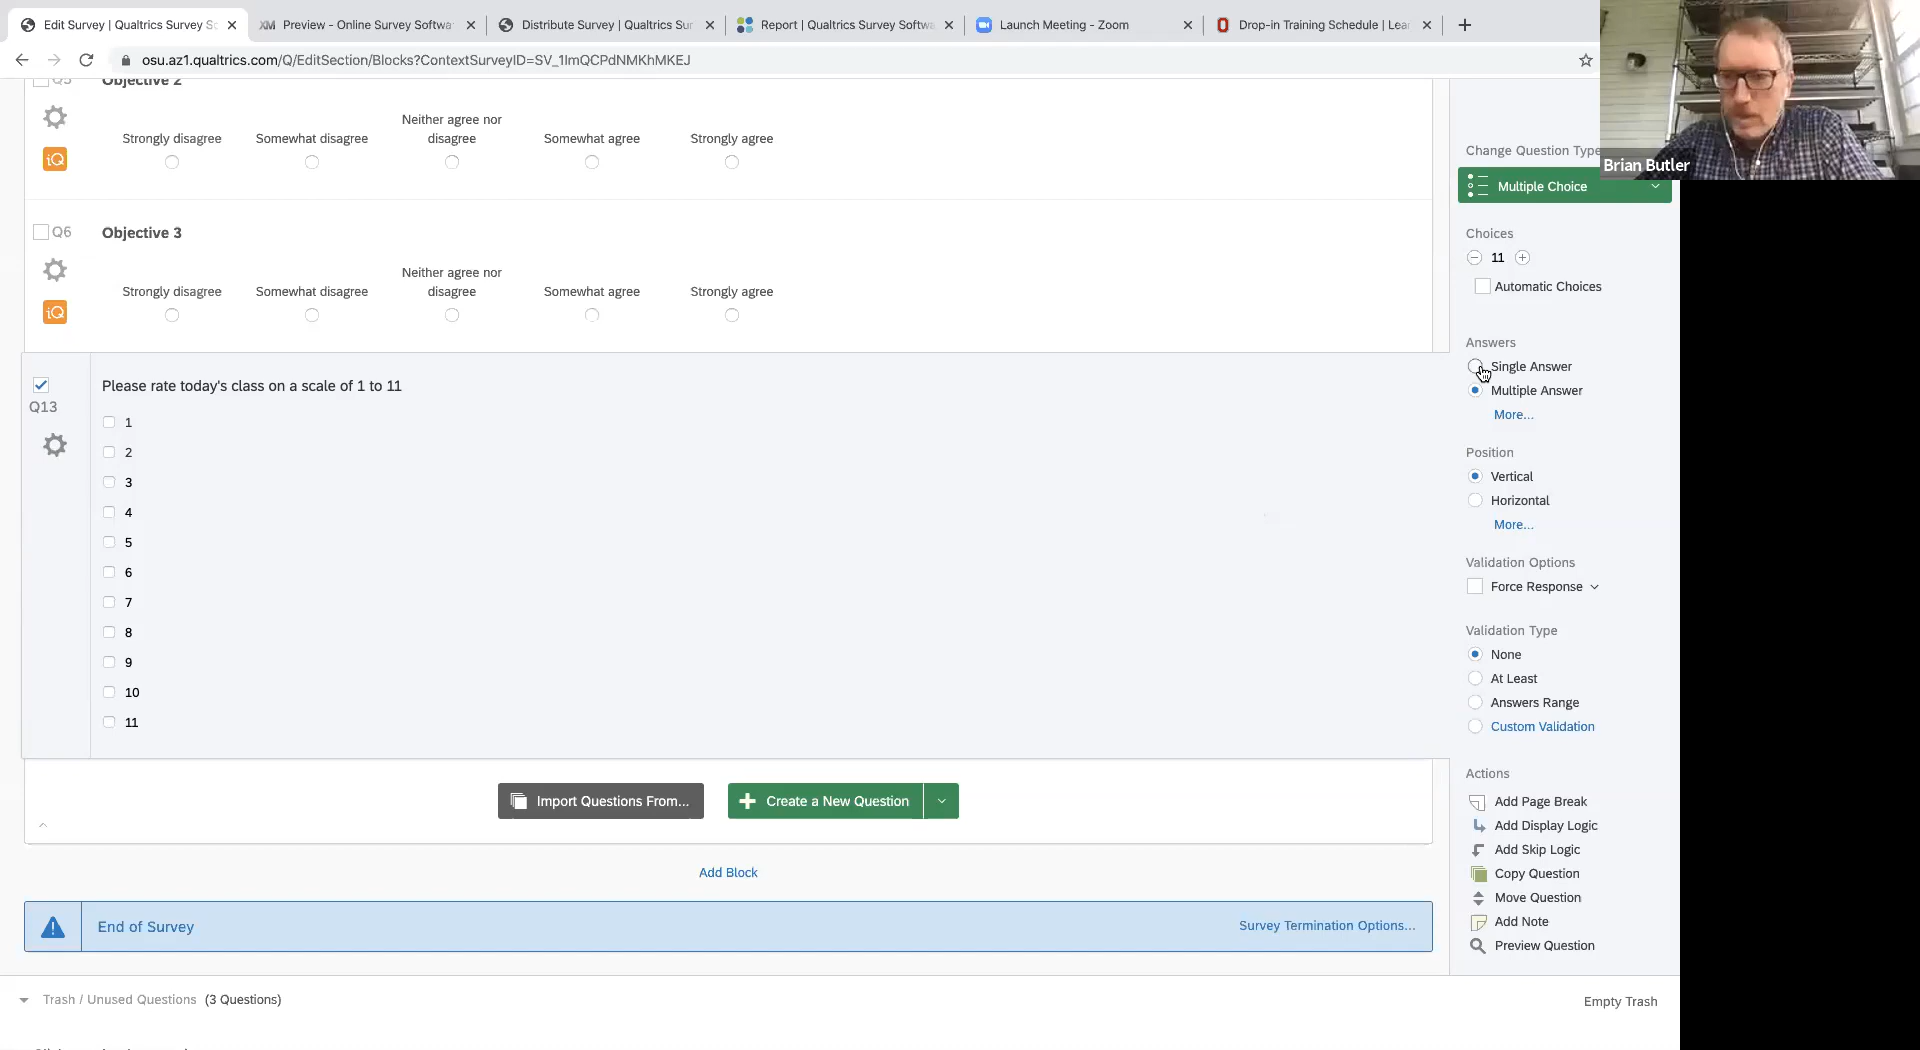 Edit Survey | Qualtrics Survey So
Preview - Online Survey Softwa
Distribute Survey | Qualtrics Sur
Report | Qualtrics Survey Softwa
Launch Meeting - Zoom
Drop-in Training Schedule | Lea
osu.az1.qualtrics.com/Q/EditSection/Blocks?ContextSurveyID=SV_1ImQCPdNMKhMKEJ
Brian Butler
Q5 Objective 2
iQ
Strongly disagree
Somewhat disagree
Neither agree nor
disagree
Somewhat agree
Strongly agree
Q6 Objective 3
iQ
Strongly disagree
Somewhat disagree
Neither agree nor
disagree
Somewhat agree
Strongly agree
Q13
Please rate today's class on a scale of 1 to 11
1
2
3
4
5
6
7
8
9
10
11
Import Questions From...
Create a New Question
Add Block
End of Survey
Survey Termination Options...
Trash / Unused Questions (3 Questions)
Empty Trash
Change Question Type
Multiple Choice
Choices
11
Automatic Choices
Answers
Single Answer
Multiple Answer
More...
Position
Vertical
Horizontal
More...
Validation Options
Force Response
Validation Type
None
At Least
Answers Range
Custom Validation
Actions
Add Page Break
Add Display Logic
Add Skip Logic
Copy Question
Move Question
Add Note
Preview Question